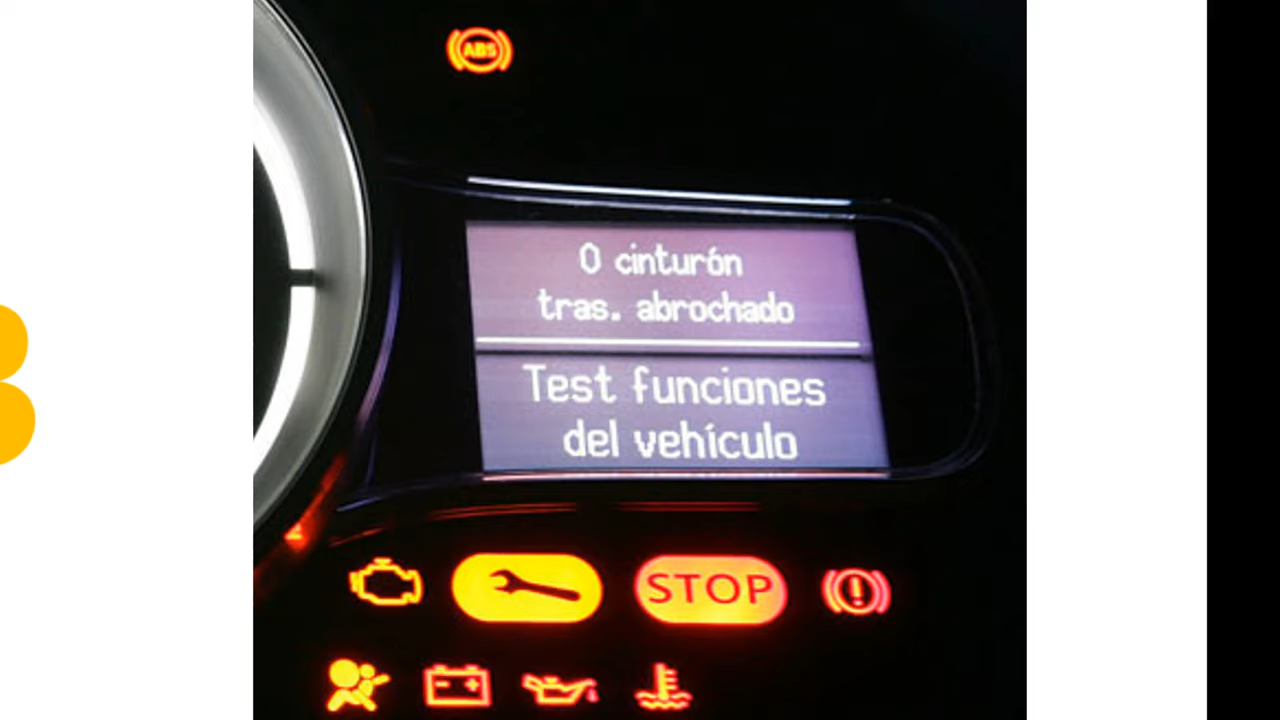 ABS
0 cinturón
tras. abrochado
Test funciones
del vehículo
STOP